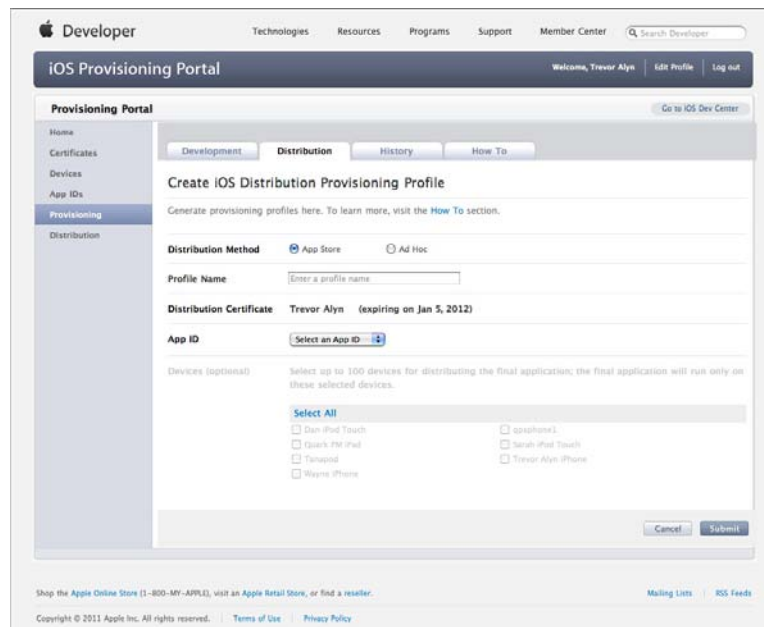 Developer
Technologies Resources Programs Support Member Center Search Developer
iOS Provisioning Portal
Welcome, Trevor Alyn Edit Profile Log out
Provisioning Portal
Go to iOS Dev Center
Home
Certificates
Devices
App IDs
Provisioning
Distribution
Development Distribution History How To
Create iOS Distribution Provisioning Profile
Generate provisioning profiles here. To learn more, visit the How To section.
Distribution Method App Store Ad Hoc
Profile Name Enter a profile name
Distribution Certificate Trevor Alyn (expiring on Jan 5, 2012)
App ID Select an App ID
Devices (optional) Select up to 100 devices for distributing the final application; the final application will run only on
these selected devices.
Select All
Dan iPod Touch qpsphone1
Quark PM iPad Sarah iPod Touch
Tanapod Trevor Alyn iPhone
Wayne iPhone
Cancel Submit
Shop the Apple Online Store (1-800-MY-APPLE), visit an Apple Retail Store, or find a reseller.
Mailing Lists RSS Feeds
Copyright © 2011 Apple Inc. All rights reserved. Terms of Use Privacy Policy